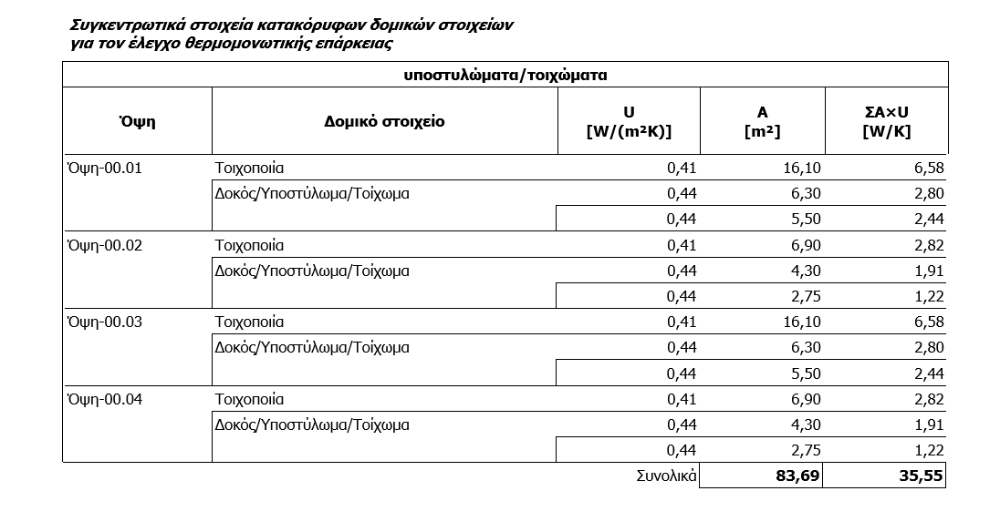 Συγκεντρωτικά στοιχεία κατακόρυφων δομικών στοιχείων
για τον έλεγχο θερμομονωτικής επάρκειας
υποστυλώματα/τοιχώματα
Όψη Δομικό στοιχείο U [W/(m²K)] A [m²] ΣA×U [W/K]
Όψη-00.01 Τοιχοποιία 0,41 16,10 6,58
Δοκός/Υποστύλωμα/Τοίχωμα 0,44 6,30 2,80
0,44 5,50 2,44
Όψη-00.02 Τοιχοποιία 0,41 6,90 2,82
Δοκός/Υποστύλωμα/Τοίχωμα 0,44 4,30 1,91
0,44 2,75 1,22
Όψη-00.03 Τοιχοποιία 0,41 16,10 6,58
Δοκός/Υποστύλωμα/Τοίχωμα 0,44 6,30 2,80
0,44 5,50 2,44
Όψη-00.04 Τοιχοποιία 0,41 6,90 2,82
Δοκός/Υποστύλωμα/Τοίχωμα 0,44 4,30 1,91
0,44 2,75 1,22
Συνολικά 83,69 35,55